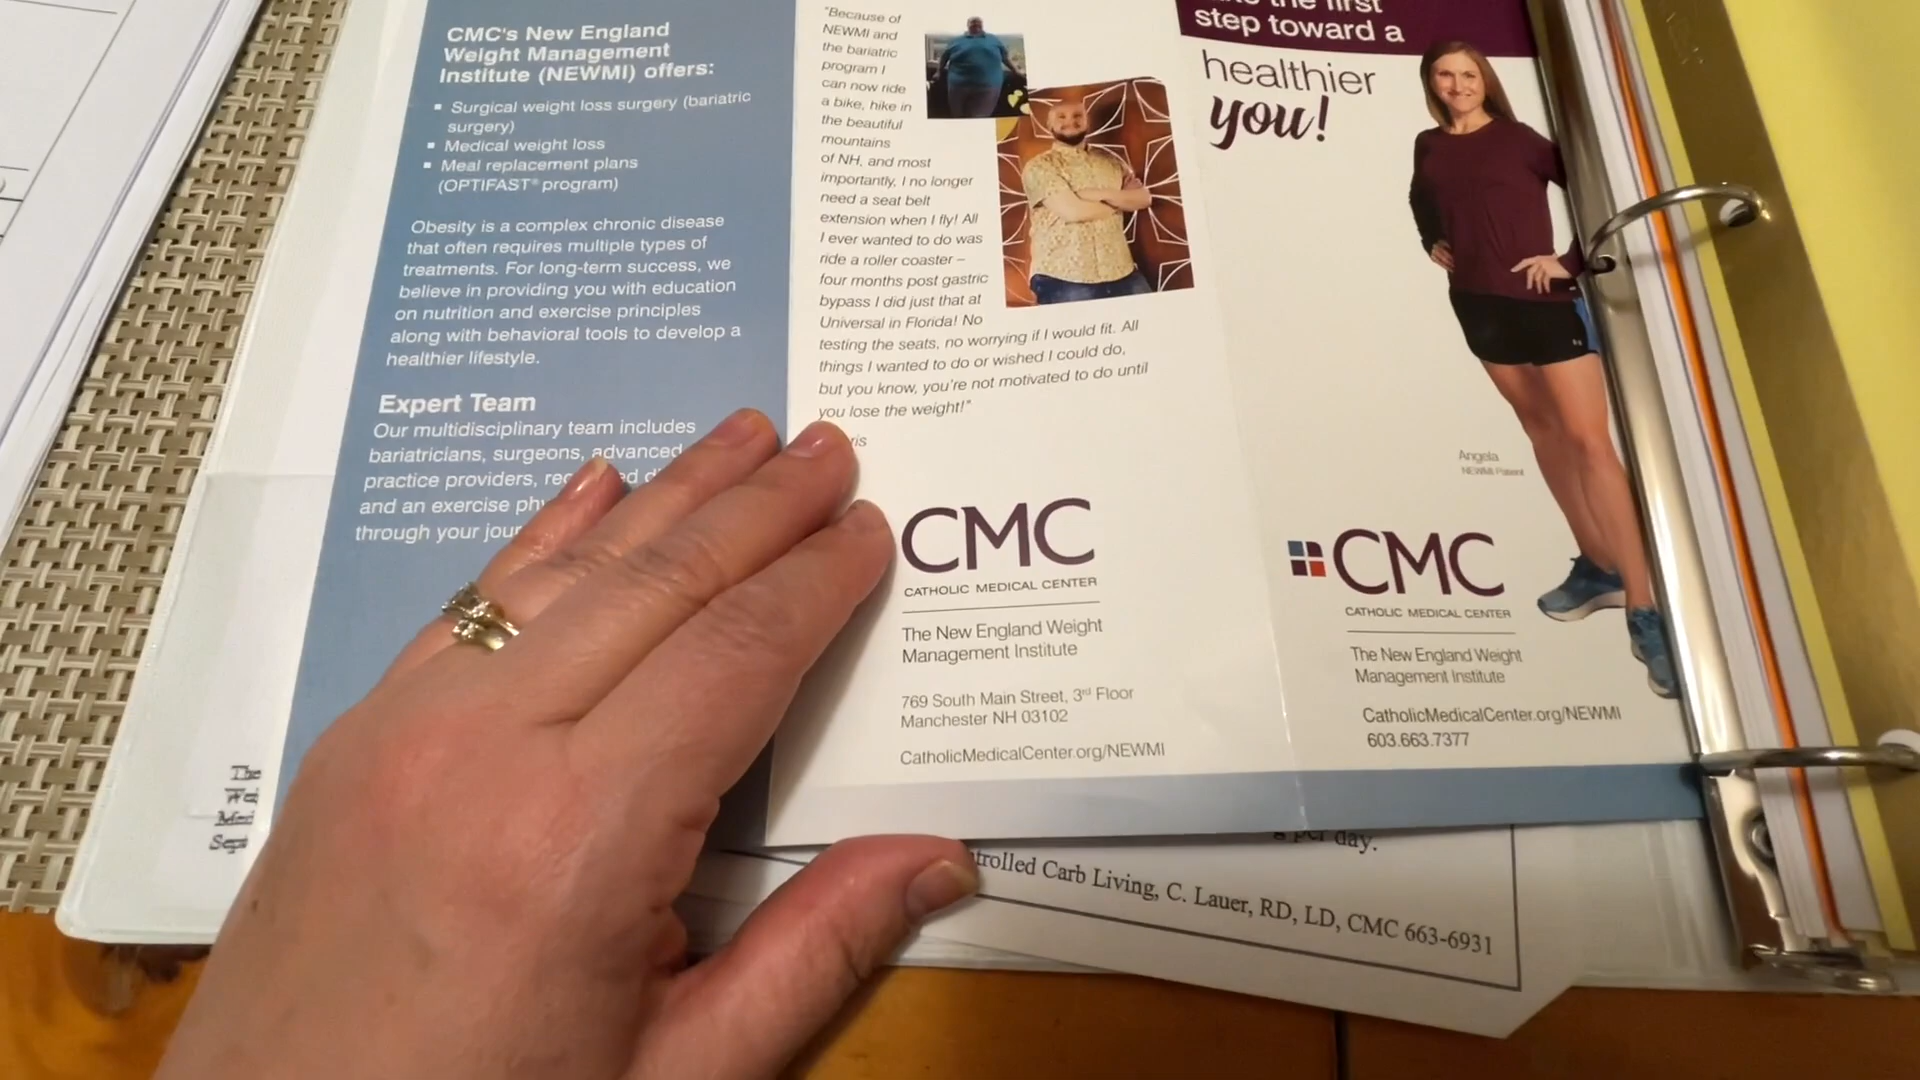 CMC's New England
Weight Management
Institute (NEWMI) offers:
▪ Surgical weight loss surgery (bariatric
surgery)
▪ Medical weight loss
▪ Meal replacement plans
(OPTIFAST® program)
Obesity is a complex chronic disease
that often requires multiple types of
treatments. For long-term success, we
believe in providing you with education
on nutrition and exercise principles
along with behavioral tools to develop a
healthier lifestyle.
Expert Team
Our multidisciplinary team includes
bariatricians, surgeons, advanced
practice providers,
and an exercise
through your
"Because of
NEWMI and
the bariatric
program I
can now ride
a bike, hike in
the beautiful
mountains
of NH, and most
importantly, I no longer
need a seat belt
extension when I fly! All
I ever wanted to do was
ride a roller coaster –
four months post gastric
bypass I did just that at
Universal in Florida! No
testing the seats, no worrying if I would fit. All
things I wanted to do or wished I could do,
but you know, you're not motivated to do until
you lose the weight!"
CMC
CATHOLIC MEDICAL CENTER
The New England Weight
Management Institute
769 South Main Street, 3rd Floor
Manchester NH 03102
CatholicMedicalCenter.org/NEWMI
the first
step toward a
healthier
you!
Angela
NEWMI Patient
CMC
CATHOLIC MEDICAL CENTER
The New England Weight
Management Institute
CatholicMedicalCenter.org/NEWMI
603.663.7377
The
Sept
per day.
trolled Carb Living, C. Lauer, RD, LD, CMC 663-6931